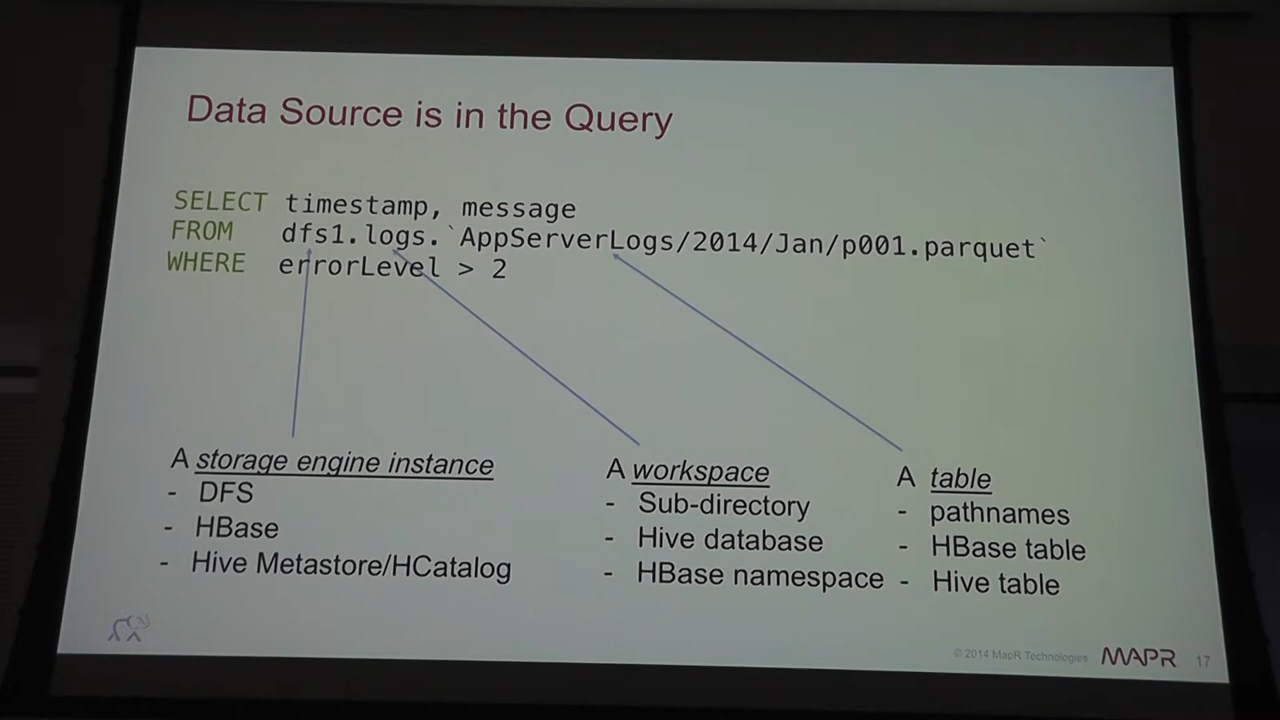 Data Source is in the Query
SELECT timestamp, message
FROM dfs1.logs.`AppServerLogs/2014/Jan/p001.parquet`
WHERE errorLevel > 2
A storage engine instance
- DFS
- HBase
- Hive Metastore/HCatalog
A workspace
- Sub-directory
- Hive database
- HBase namespace
A table
- pathnames
- HBase table
- Hive table
© 2014 MapR Technologies MAPR 17